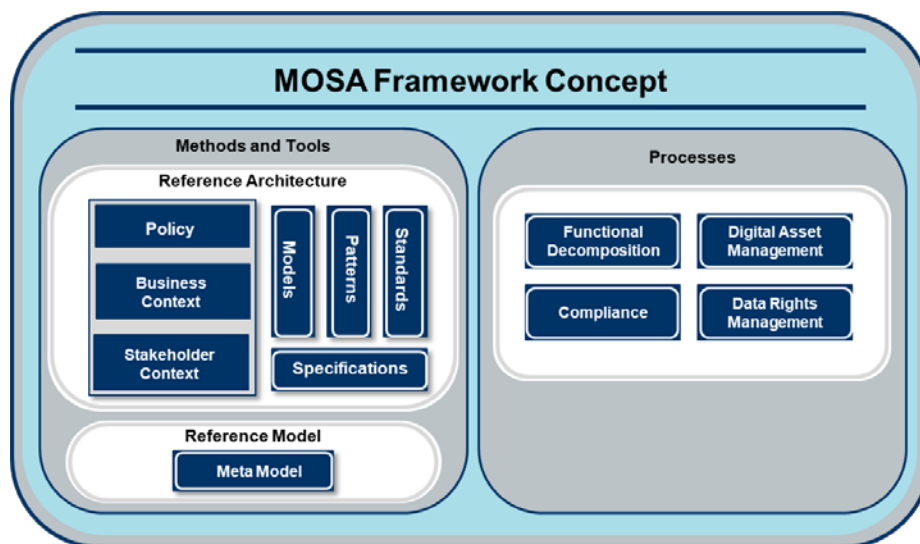 MOSA Framework Concept
Methods and Tools
Reference Architecture
Policy
Business
Context
Stakeholder
Context
Models
Patterns
Standards
Specifications
Reference Model
Meta Model
Processes
Functional
Decomposition
Digital Asset
Management
Compliance
Data Rights
Management